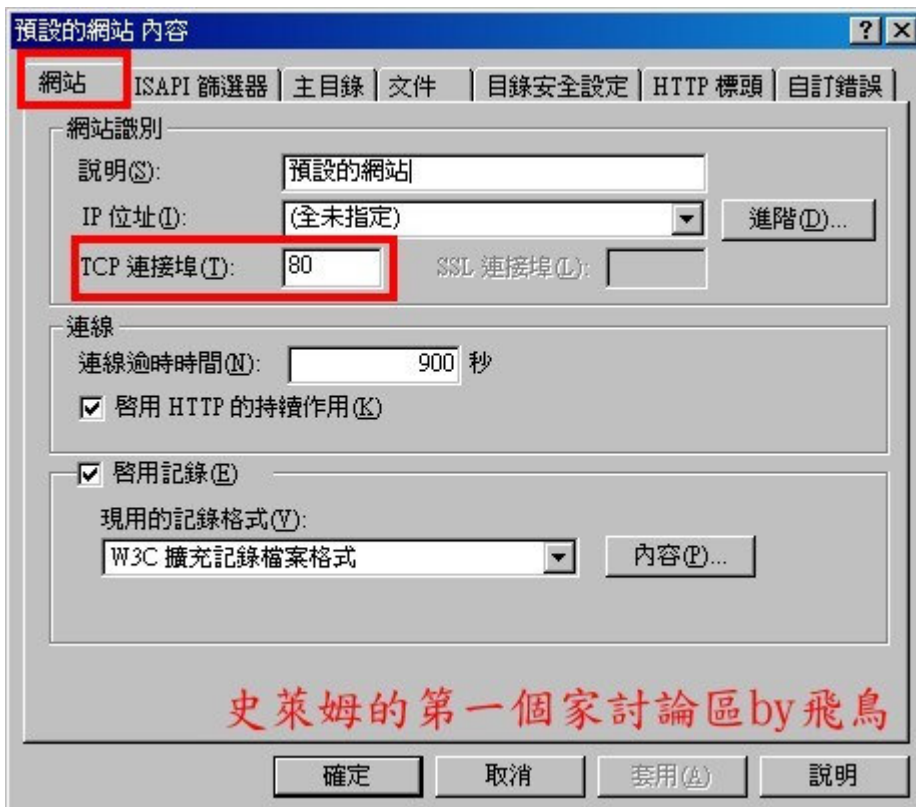 預設的網站 內容
網站 ISAPI 篩選器 主目錄 文件 目錄安全設定 HTTP 標頭 自訂錯誤
網站識別
說明(S): 預設的網站
IP 位址(I): (全未指定) 進階(D)...
TCP 連接埠(T): 80 SSL 連接埠(L):
連線
連線逾時時間(N): 900 秒
啓用 HTTP 的持續作用(K)
啓用記錄(E)
現用的記錄格式(V):
W3C 擴充記錄檔案格式 內容(P)...
史萊姆的第一個家討論區by飛鳥
確定 取消 套用(A) 說明